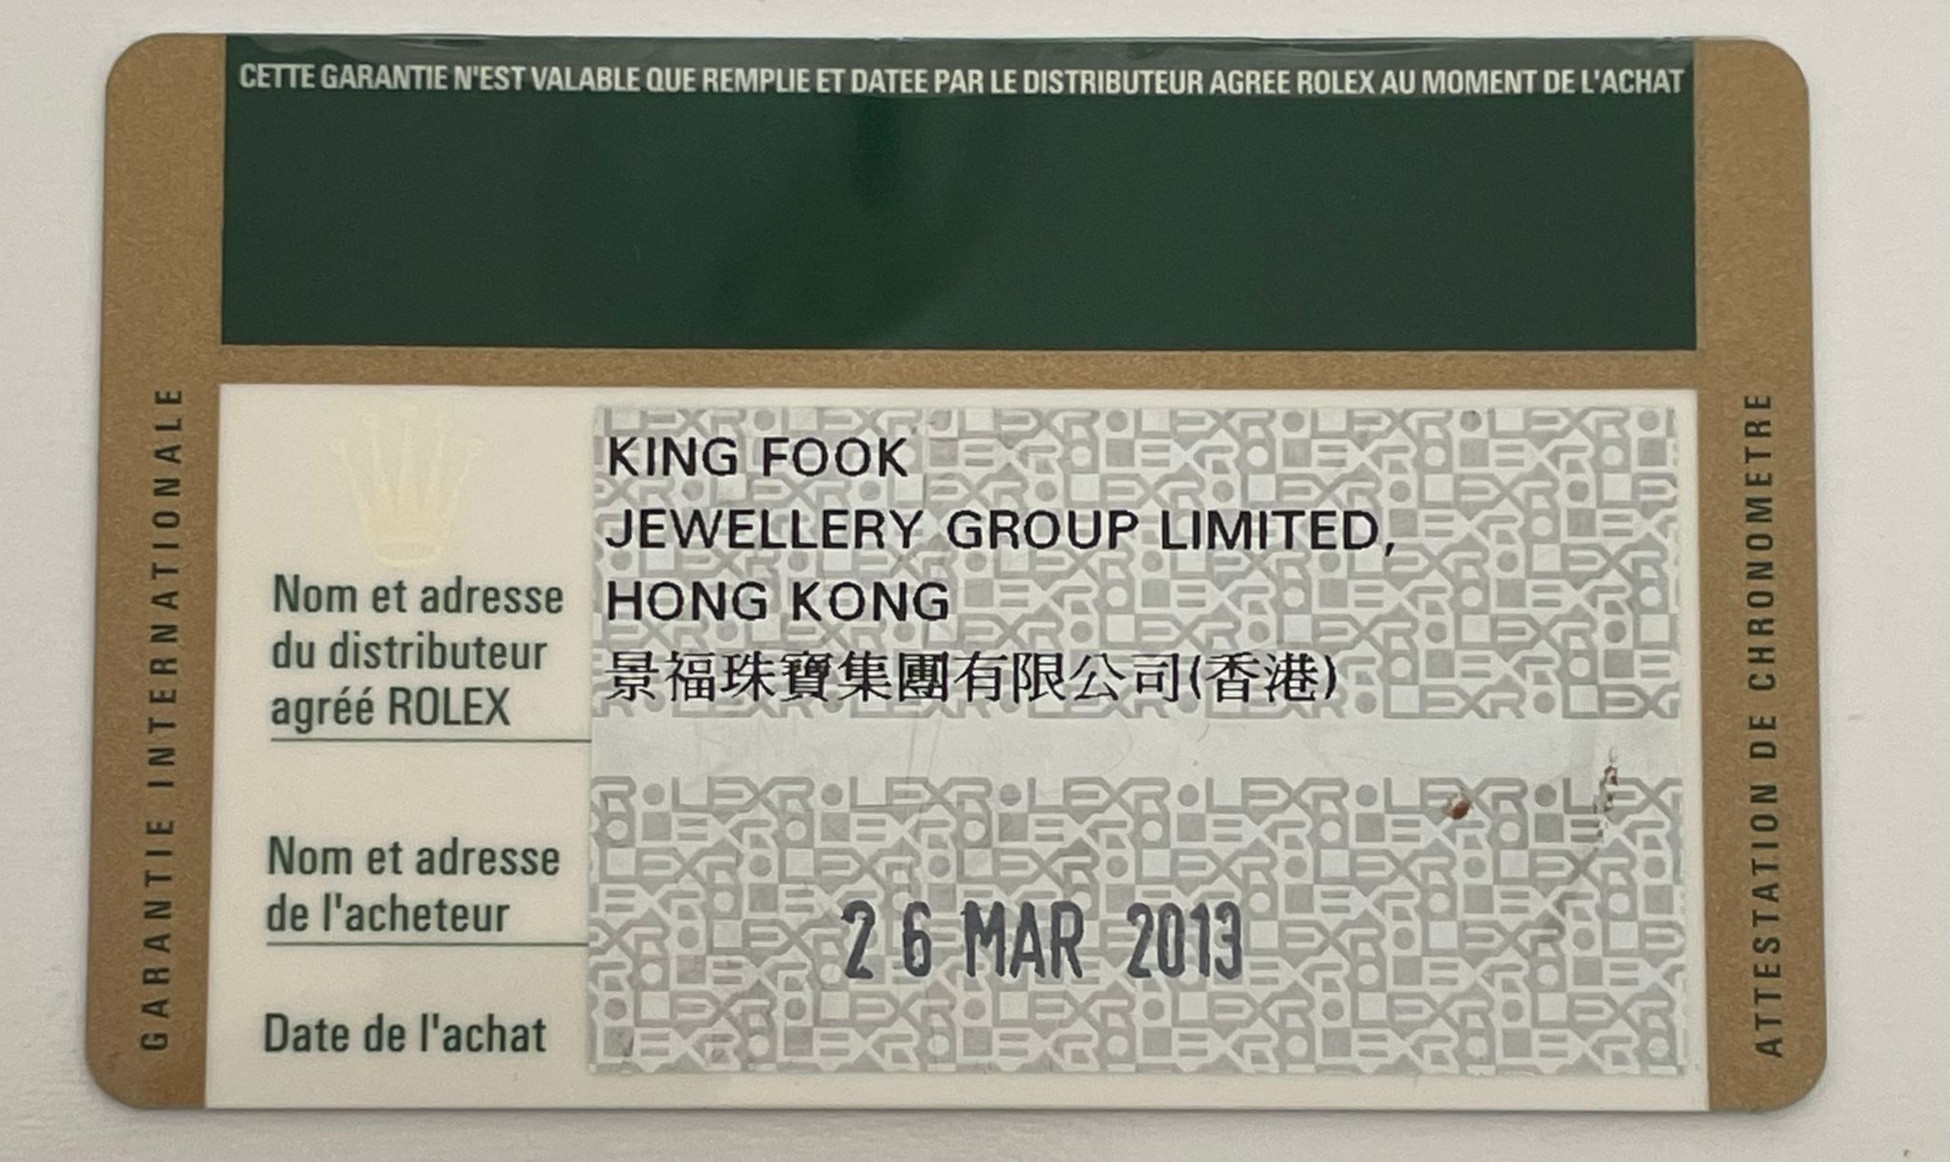 CETTE GARANTIE N'EST VALABLE QUE REMPLIE ET DATEE PAR LE DISTRIBUTEUR AGREE ROLEX AU MOMENT DE L'ACHAT
GARANTIE INTERNATIONALE
Nom et adresse
du distributeur
agréé ROLEX
KING FOOK
JEWELLERY GROUP LIMITED,
HONG KONG
景福珠寶集團有限公司(香港)
Nom et adresse
de l'acheteur
26 MAR 2013
Date de l'achat
ATTESTATION DE CHRONOMETRE